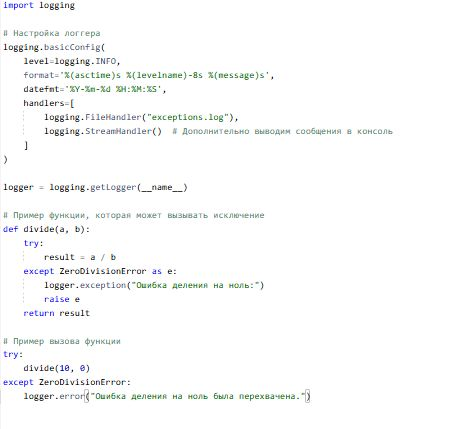 import logging
# Настройка логгера
logging.basicConfig(
    level=logging.INFO,
    format='%(asctime)s %(levelname)-8s %(message)s',
    datefmt='%Y-%m-%d %H:%M:%S',
    handlers=[
        logging.FileHandler("exceptions.log"),
        logging.StreamHandler()  # Дополнительно выводим сообщения в консоль
    ]
)
logger = logging.getLogger(__name__)
# Пример функции, которая может вызывать исключение
def divide(a, b):
    try:
        result = a / b
    except ZeroDivisionError as e:
        logger.exception("Ошибка деления на ноль:")
        raise e
    return result
# Пример вызова функции
try:
    divide(10, 0)
except ZeroDivisionError:
    logger.error("Ошибка деления на ноль была перехвачена.")